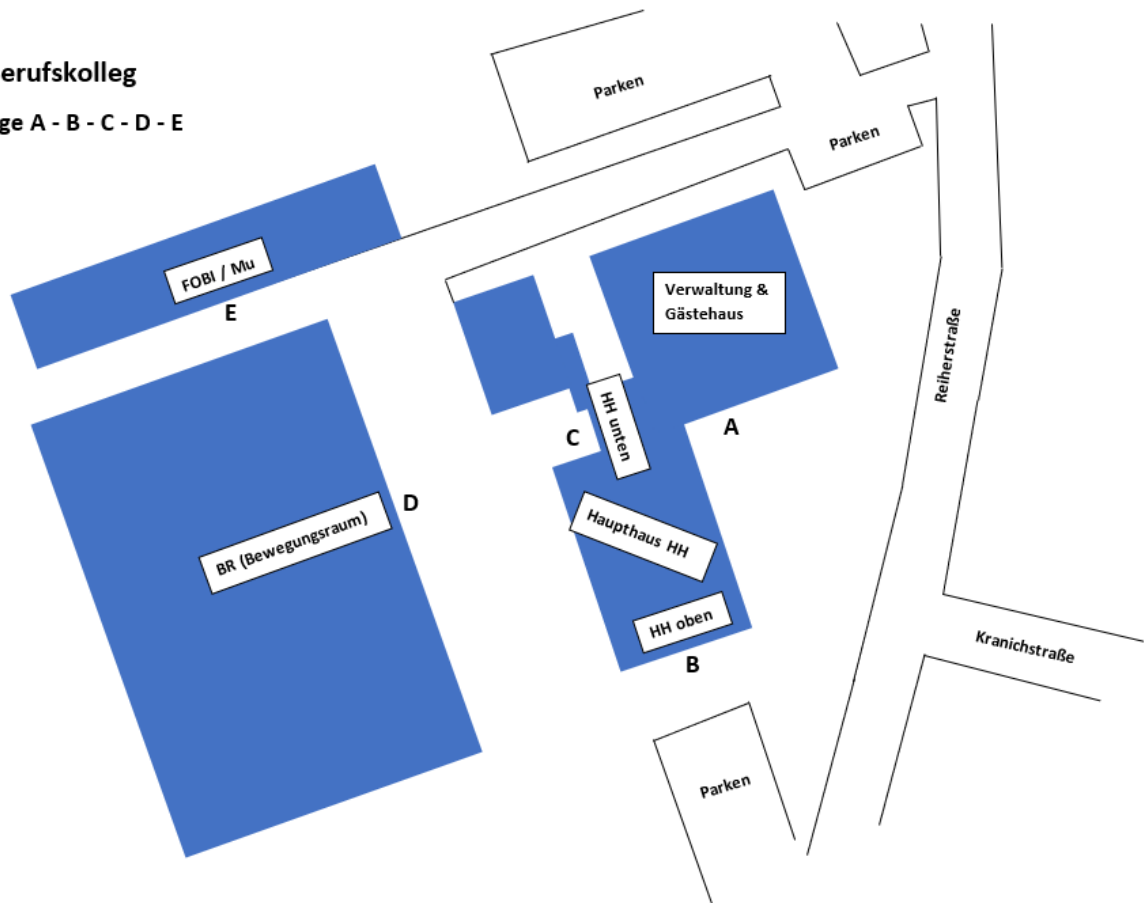 erufskolleg
ge A - B - C - D - E
Parken
Parken
FOBI / Mu
E
Verwaltung &
Gästehaus
Reiherstraße
HH unten
C
A
D
BR (Bewegungsraum)
Haupthaus HH
HH oben
B
Kranichstraße
Parken